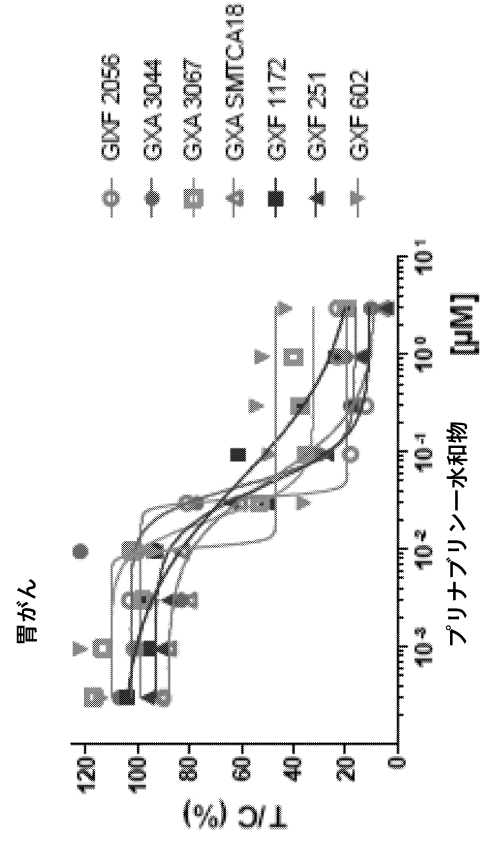 胃がん
T/C (%)
120
100
80
60
40
20
0
10-3
10-2
10-1
100
101
[µM]
プリナブリン一水和物
GIXF 2056
GXA 3044
GXA 3067
GXA SMTCA18
GXF 1172
GXF 251
GXF 602